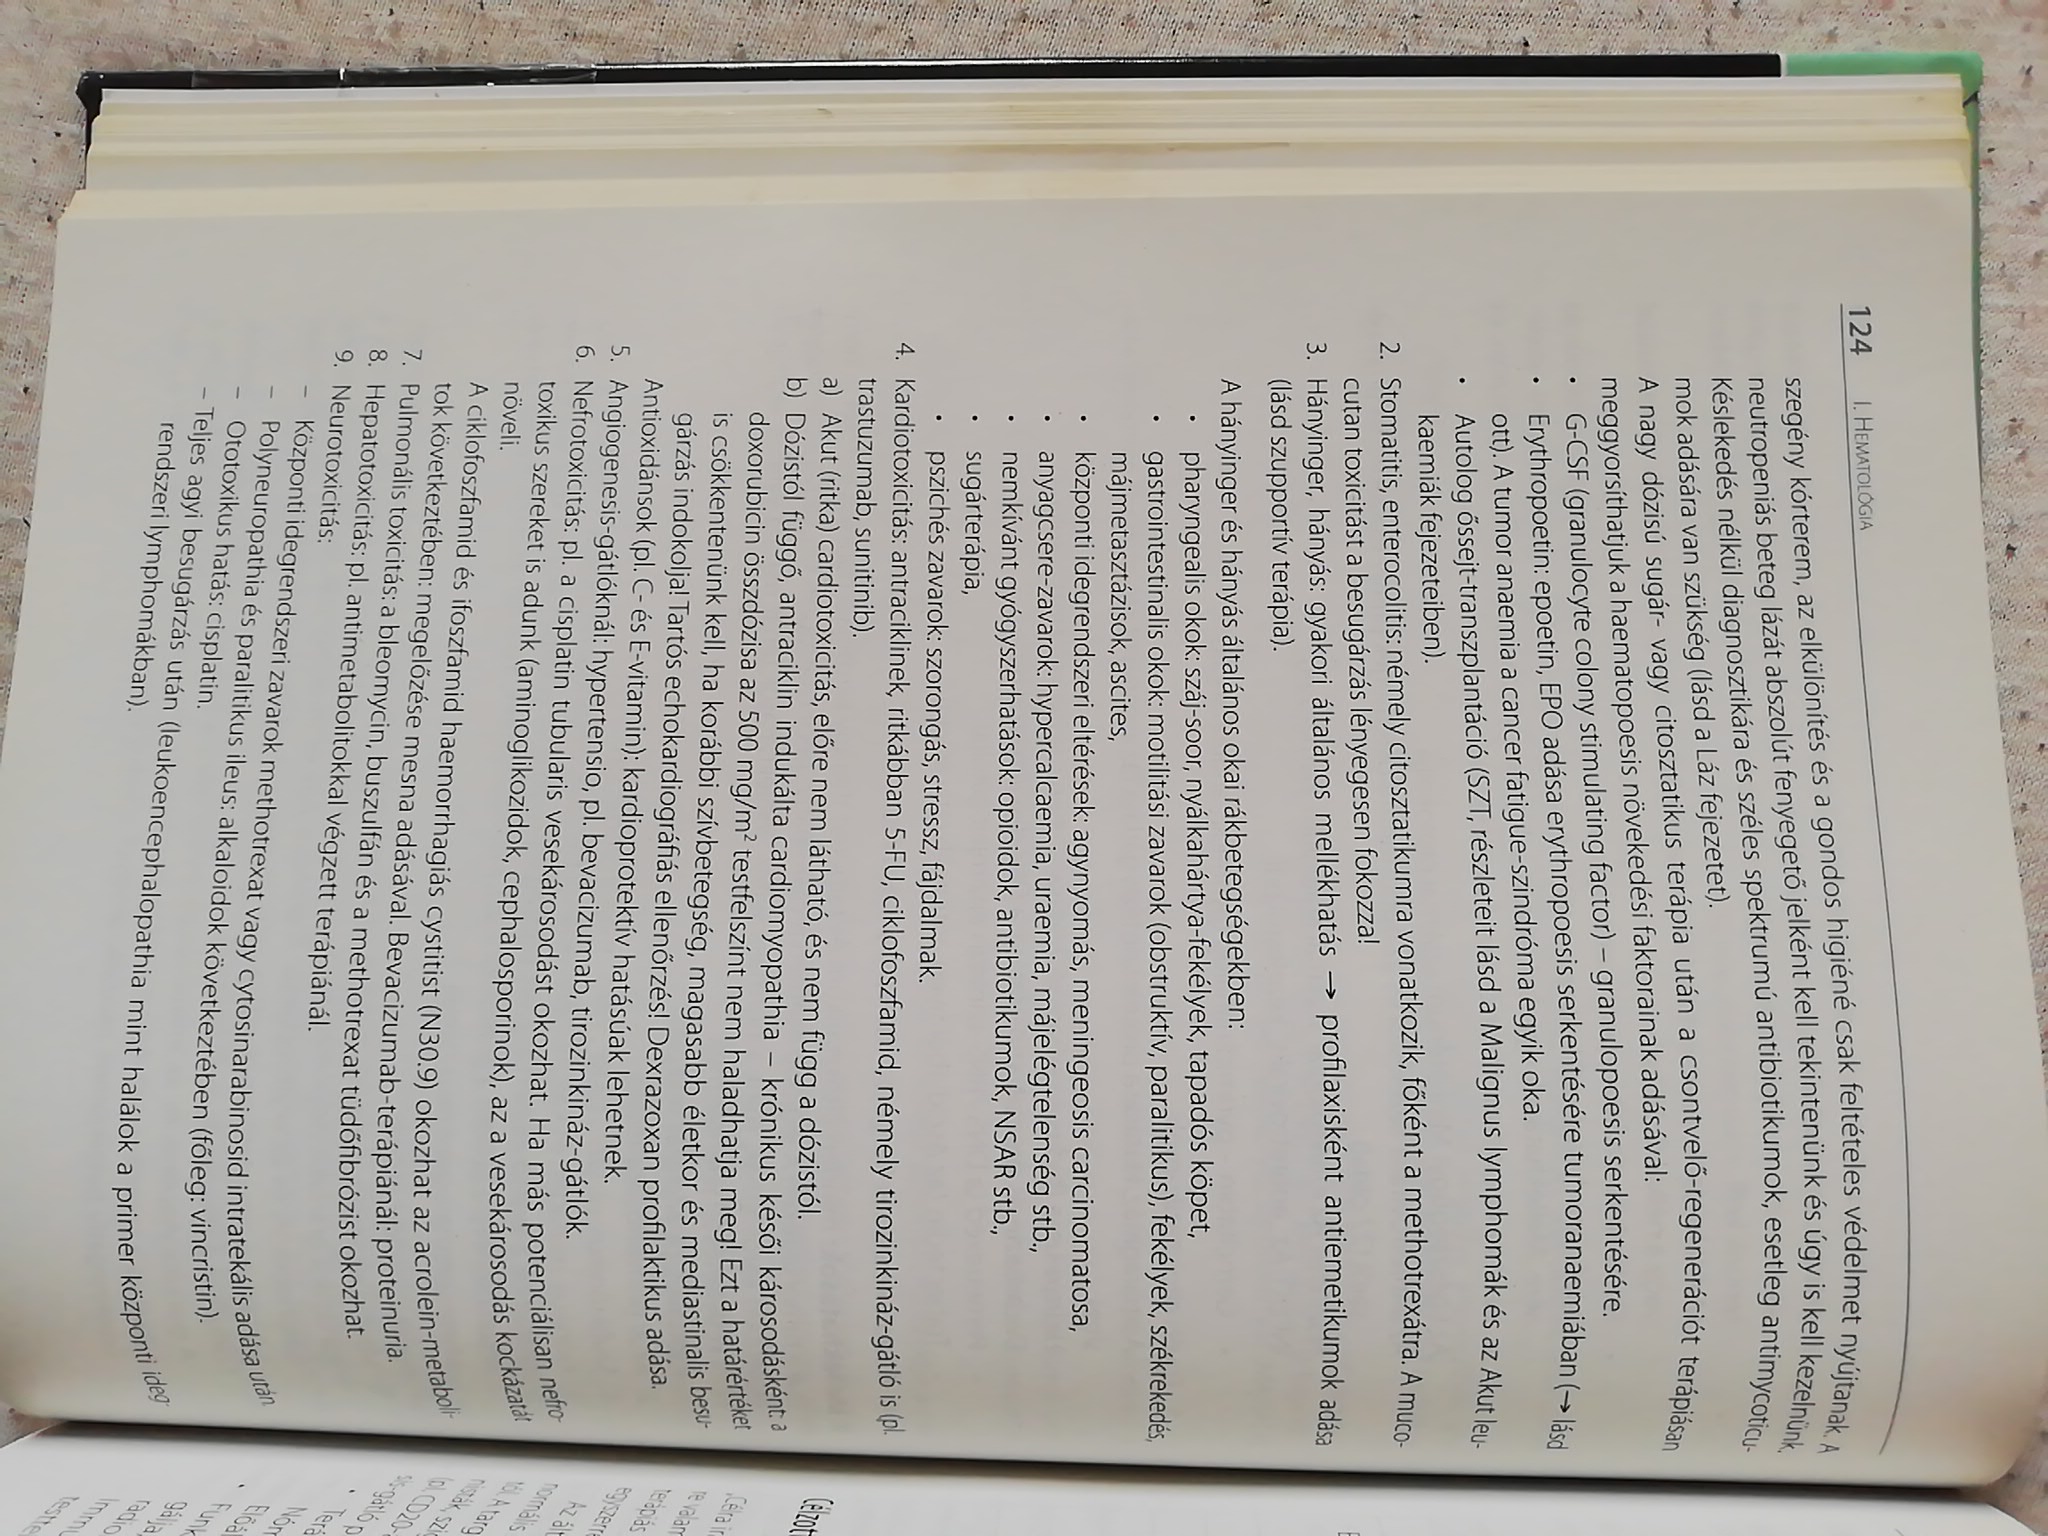 124 I. HEMATOLÓGIA
szegény kórterem, az elkülönítés és a gondos higiéné csak feltételes védelmet nyújtanak. A
neutropeniás beteg lázát abszolút fenyegető jelként kell tekintenünk és úgy is kell kezelnünk.
Késlekedés nélkül diagnosztikára és széles spektrumú antibiotikumok, esetleg antimycoticu-
mok adására van szükség (lásd a Láz fejezetet).
A nagy dózisú sugár- vagy citosztatikus terápia után a csontvelő-regenerációt terápiásan
meggyorsíthatjuk a haematopoesis növekedési faktorainak adásával:
• G-CSF (granulocyte colony stimulating factor) – granulopoesis serkentésére.
• Erythropoetin: epoetin, EPO adása erythropoesis serkentésére tumoranaemiában (→ lásd
ott). A tumor anaemia a cancer fatigue-szindróma egyik oka.
• Autolog őssejt-transzplantáció (SZT, részleteit lásd a Malignus lymphomák és az Akut leu-
kaemiák fejezeteiben).
2. Stomatitis, enterocolitis: némely citosztatikumra vonatkozik, főként a methotrexátra. A muco-
cutan toxicitást a besugárzás lényegesen fokozza!
3. Hányinger, hányás: gyakori általános mellékhatás → profilaxisként antiemetikumok adása
(lásd szupportív terápia).
A hányinger és hányás általános okai rákbetegségekben:
• pharyngealis okok: száj-soor, nyálkahártya-fekélyek, tapadós köpet,
• gastrointestinalis okok: motilitási zavarok (obstruktív, paralitikus), fekélyek, székrekedés,
májmetasztázisok, ascites,
• központi idegrendszeri eltérések: agynyomás, meningeosis carcinomatosa,
• anyagcsere-zavarok: hypercalcaemia, uraemia, májelégtelenség stb.,
• nemkívánt gyógyszerhatások: opioidok, antibiotikumok, NSAR stb.,
• sugárterápia,
• pszichés zavarok: szorongás, stressz, fájdalmak.
4. Kardiotoxicitás: antraciklinek, ritkábban 5-FU, ciklofoszfamid, némely tirozinkináz-gátló is (pl.
trastuzumab, sunitinib).
a) Akut (ritka) cardiotoxicitás, előre nem látható, és nem függ a dózistól.
b) Dózistól függő, antraciklin indukálta cardiomyopathia – krónikus késői károsodásként: a
doxorubicin összdózisa az 500 mg/m² testfelszínt nem haladhatja meg! Ezt a határértéket
is csökkentenünk kell, ha korábbi szívbetegség, magasabb életkor és mediastinalis besu-
gárzás indokolja! Tartós echokardiográfiás ellenőrzés! Dexrazoxan profilaktikus adása.
Antioxidánsok (pl. C- és E-vitamin): kardioprotektív hatásúak lehetnek.
5. Angiogenesis-gátlóknál: hypertensio, pl. bevacizumab, tirozinkináz-gátlók.
6. Nefrotoxicitás: pl. a cisplatin tubularis vesekárosodást okozhat. Ha más potenciálisan nefro-
toxikus szereket is adunk (aminoglikozidok, cephalosporinok), az a vesekárosodás kockázatát
növeli.
A ciklofoszfamid és ifoszfamid haemorrhagiás cystitist (N30.9) okozhat az acrolein-metaboli-
tok következtében: megelőzése mesna adásával. Bevacizumab-terápiánál: proteinuria.
7. Pulmonális toxicitás: a bleomycin, buszulfán és a methotrexat tüdőfibrózist okozhat.
8. Hepatotoxicitás: pl. antimetabolitokkal végzett terápiánál.
9. Neurotoxicitás:
– Központi idegrendszeri zavarok methotrexat vagy cytosinarabinosid intratekális adása után
– Polyneuropathia és paralitikus ileus: alkaloidok következtében (főleg: vincristin).
– Ototoxikus hatás: cisplatin.
– Teljes agyi besugárzás után (leukoencephalopathia mint halálok a primer központi ideg-
rendszeri lymphomákban).